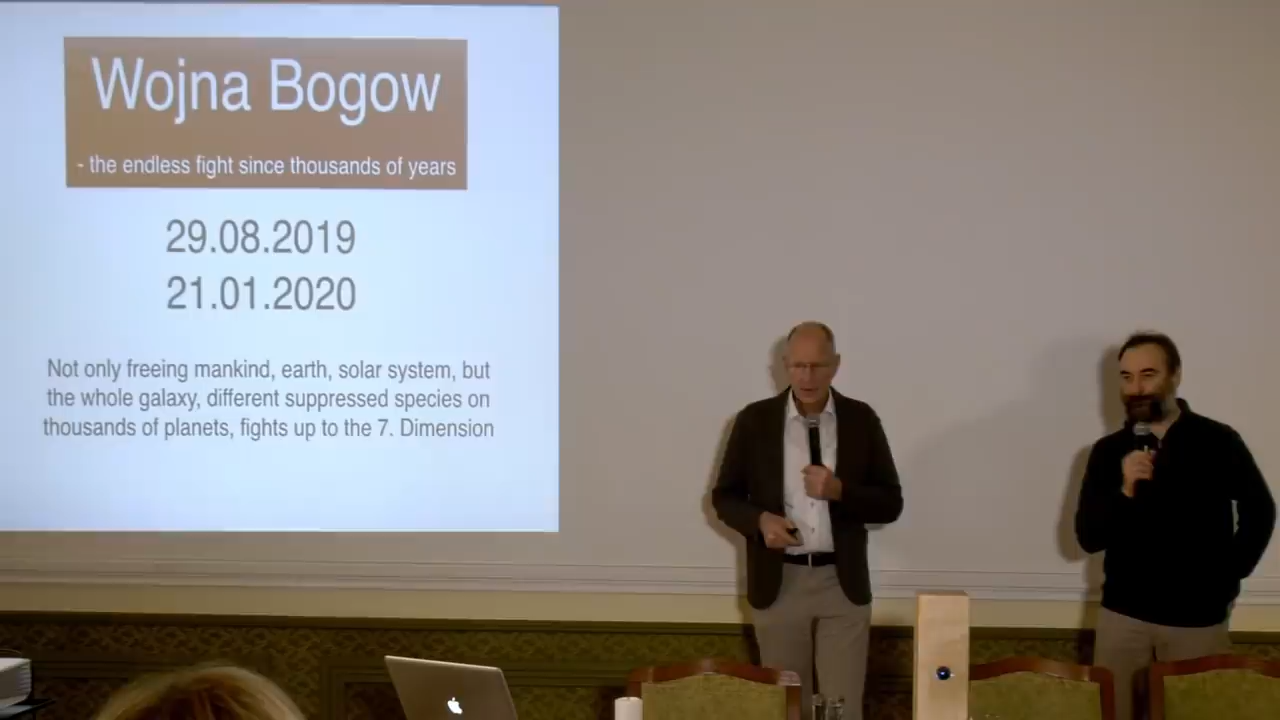 Wojna Bogow
- the endless fight since thousands of years
29.08.2019
21.01.2020
Not only freeing mankind, earth, solar system, but
the whole galaxy, different suppressed species on
thousands of planets, fights up to the 7. Dimension